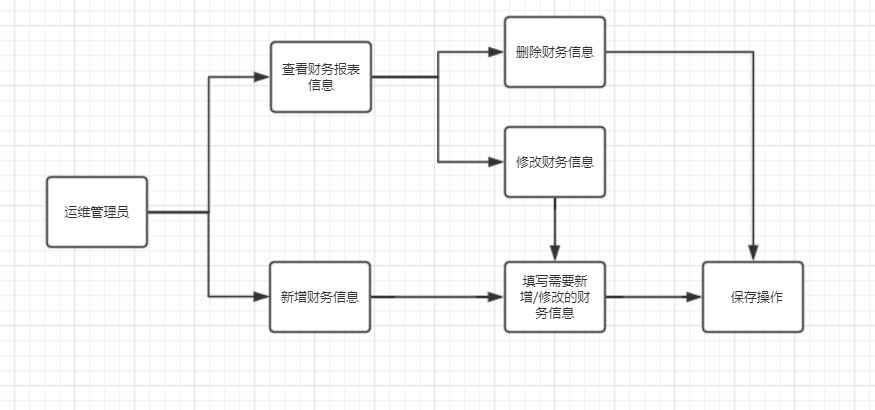 删除财务信息
查看财务报表
信息
修改财务信息
运维管理员
新增财务信息
填写需要新
增/修改的财
务信息
保存操作